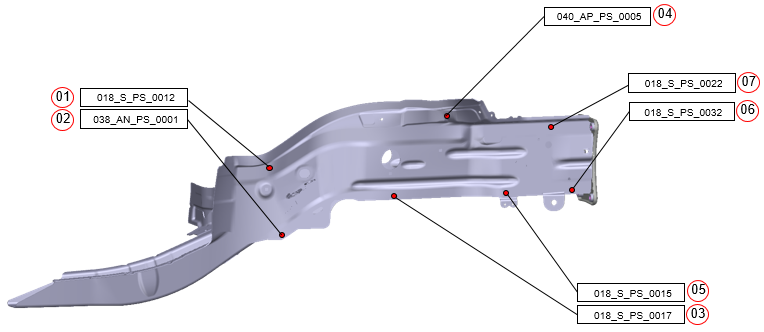 040_AP_PS_0005 04
01 018_S_PS_0012
02 038_AN_PS_0001
018_S_PS_0022 07
018_S_PS_0032 06
018_S_PS_0015 05
018_S_PS_0017 03